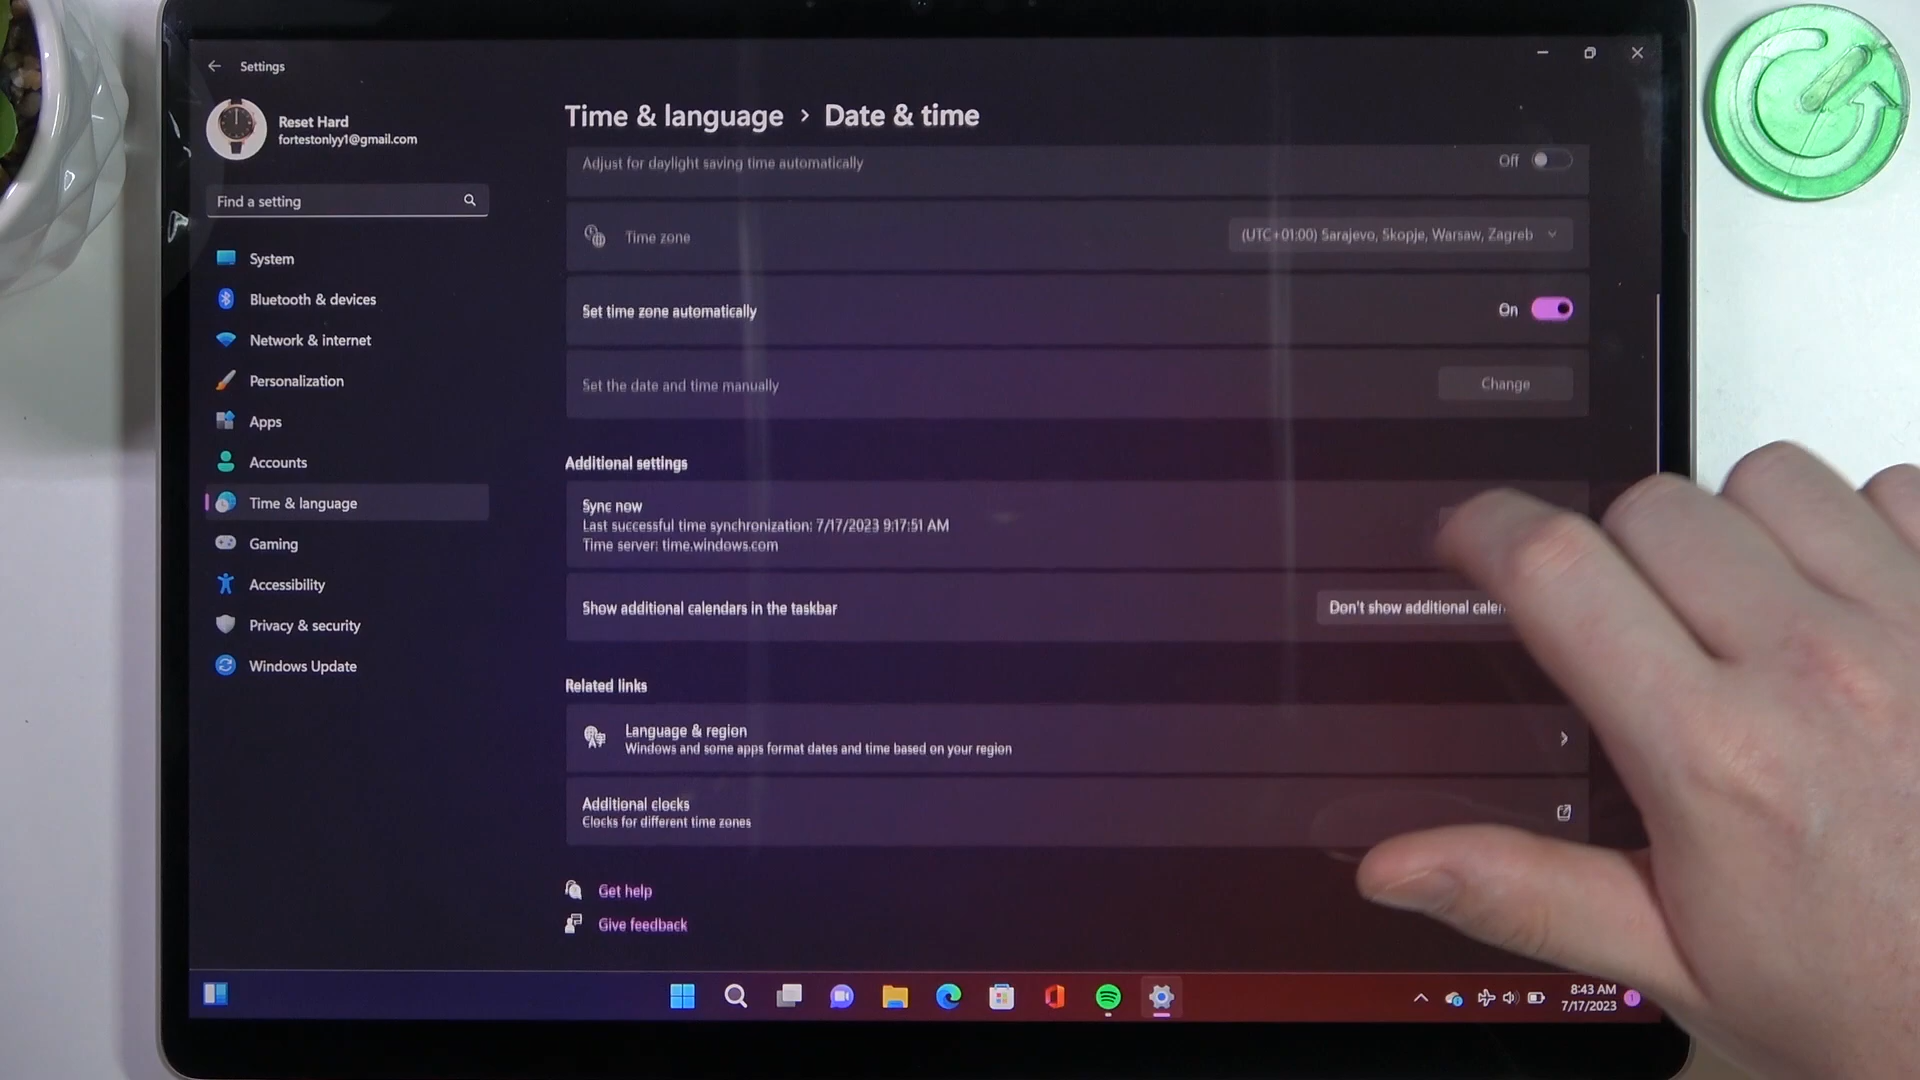 Settings
Reset Hard
fortestonlyy1@gmail.com
Find a setting
System
Bluetooth & devices
Network & internet
Personalization
Apps
Accounts
Time & language
Gaming
Accessibility
Privacy & security
Windows Update
Time & language › Date & time
Adjust for daylight saving time automatically Off
Time zone (UTC+01:00) Sarajevo, Skopje, Warsaw, Zagreb
Set time zone automatically On
Set the date and time manually Change
Additional settings
Sync now
Last successful time synchronization: 7/17/2023 9:17:51 AM
Time server: time.windows.com
Show additional calendars in the taskbar Don't show additional
Related links
Language & region
Windows and some apps format dates and time based on your region
Additional clocks
Clocks for different time zones
Get help
Give feedback
8:43 AM
7/17/2023
1